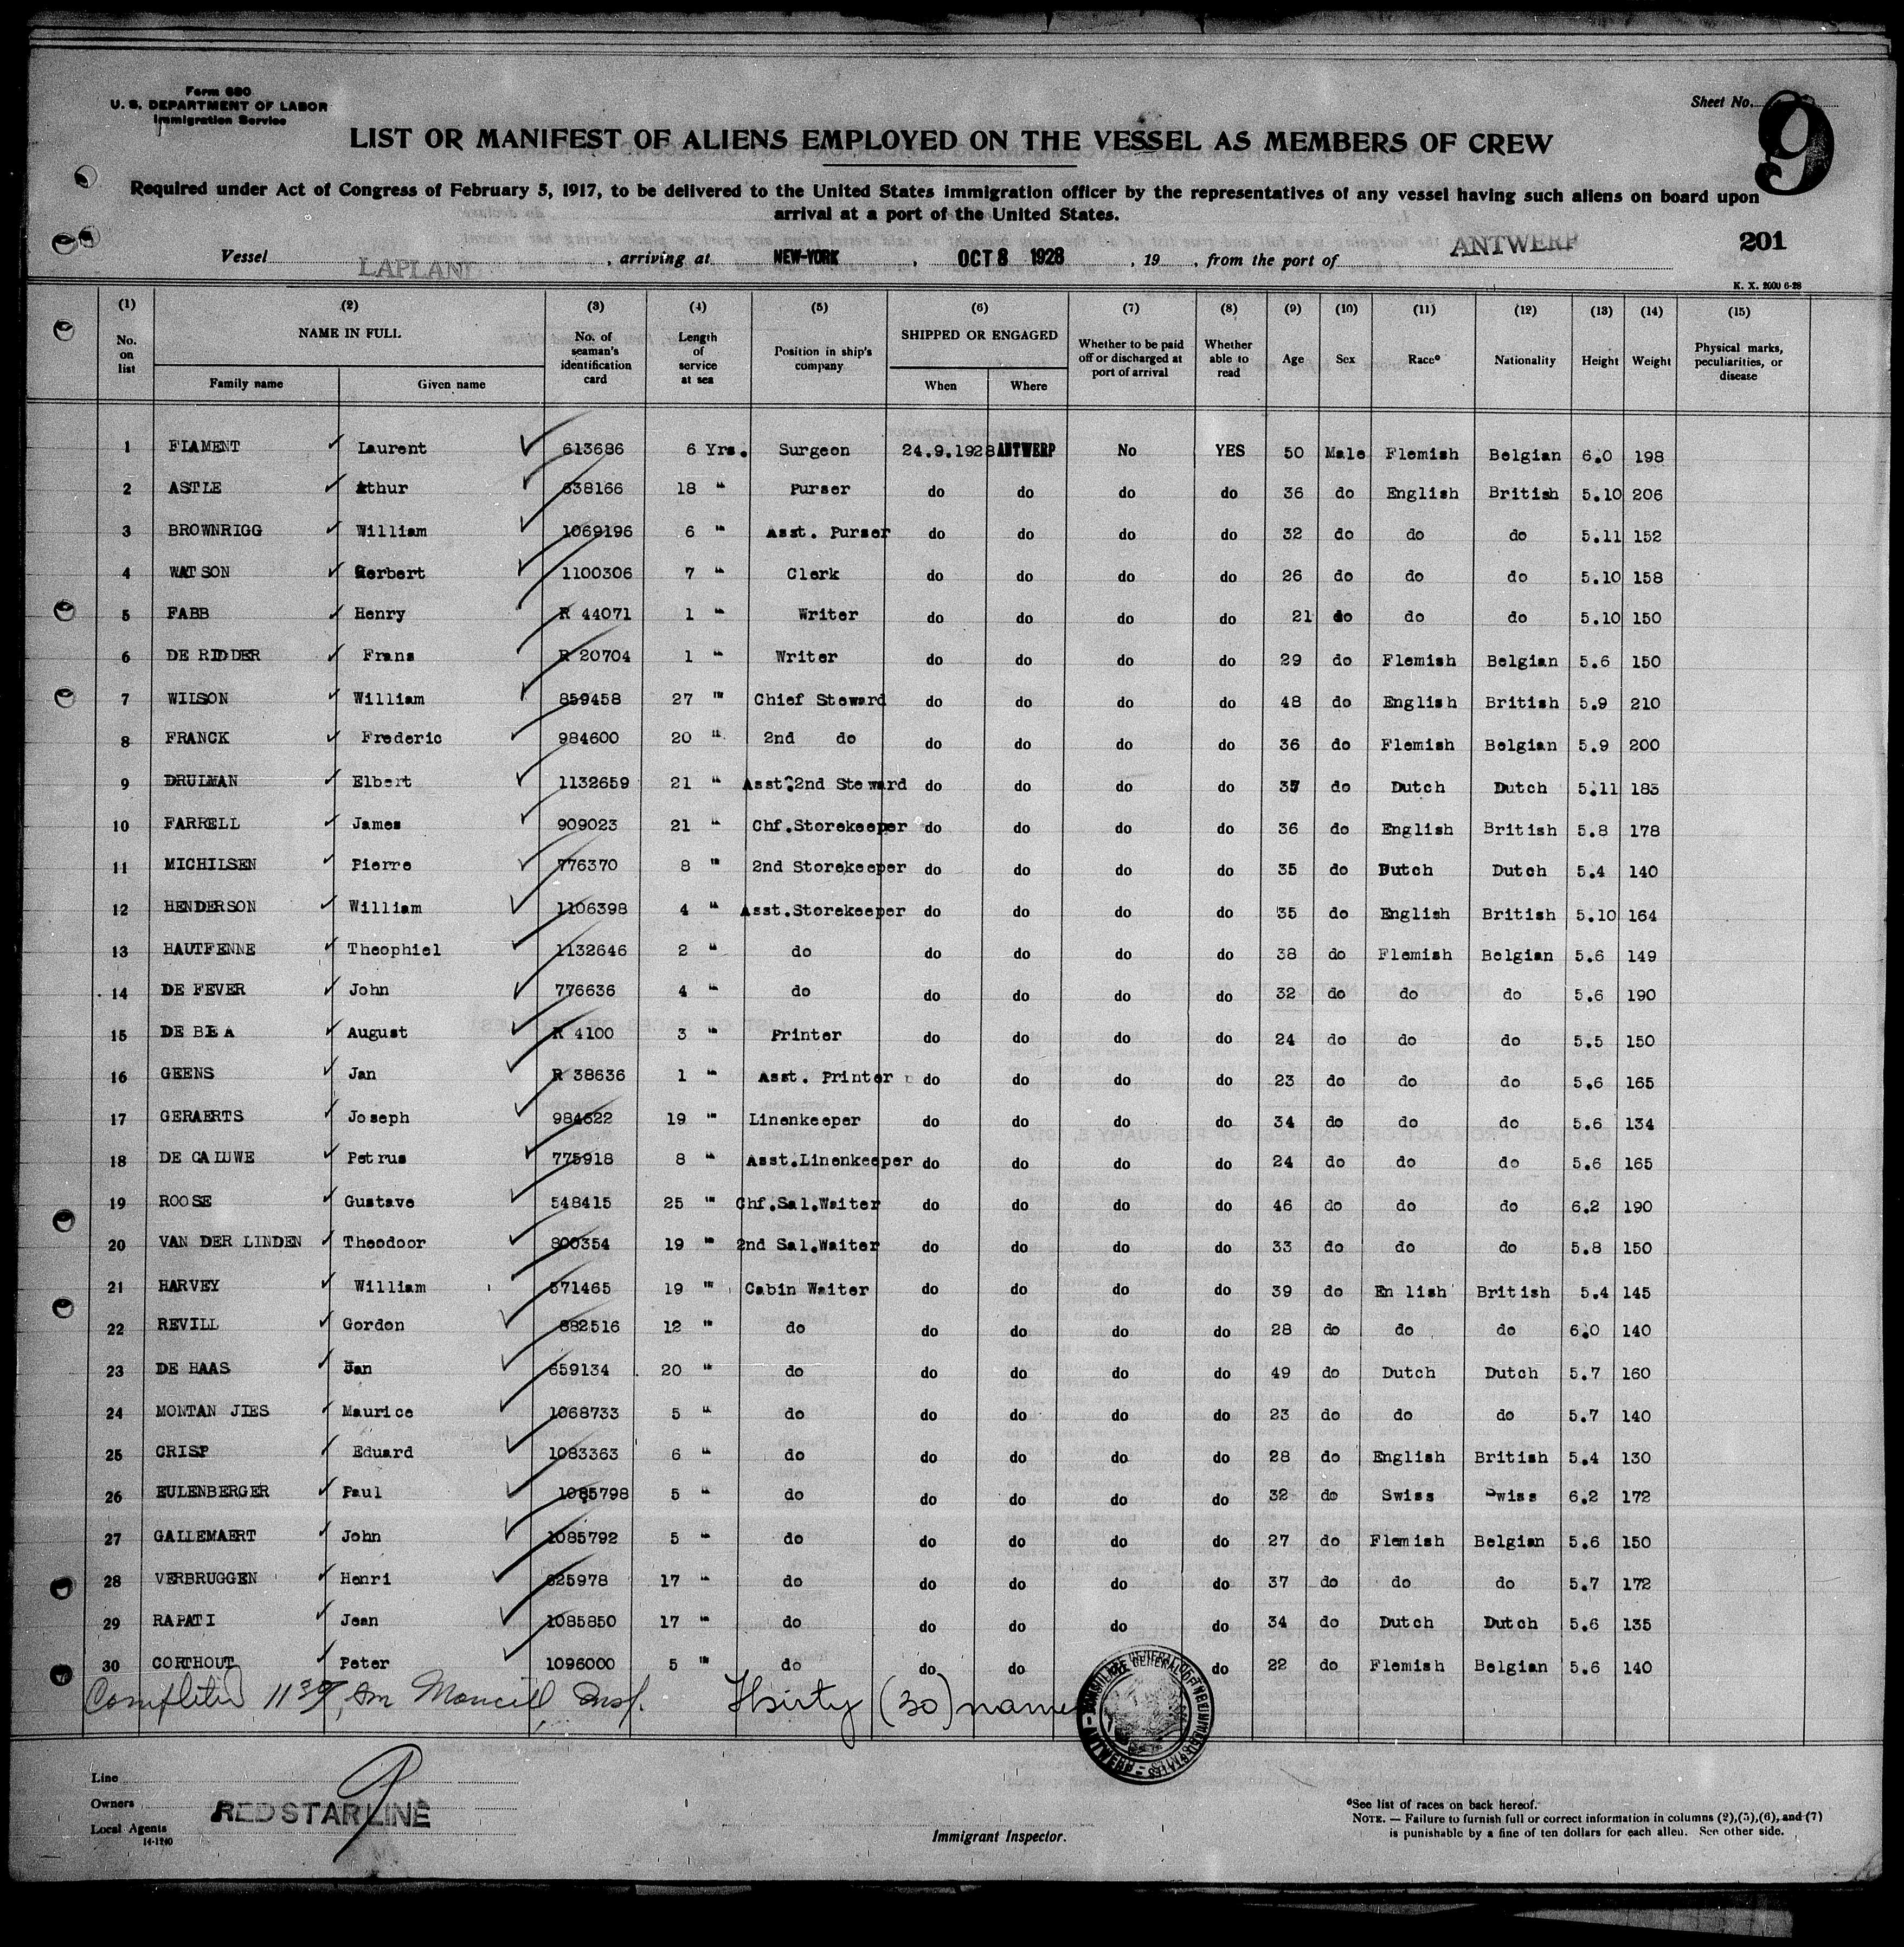 Form 680
U. S. DEPARTMENT OF LABOR
Immigration Service
Sheet No. 9
LIST OR MANIFEST OF ALIENS EMPLOYED ON THE VESSEL AS MEMBERS OF CREW
Required under Act of Congress of February 5, 1917, to be delivered to the United States immigration officer by the representatives of any vessel having such aliens on board upon
arrival at a port of the United States.
Vessel LAPLAND, arriving at NEW-YORK, OCT 8 1928, 19 , from the port of ANTWERP 201
K. X. 2000 6-28
(1) (2) (3) (4) (5) (6) (7) (8) (9) (10) (11) (12) (13) (14) (15)
No. on list NAME IN FULL Family name Given name No. of seaman's identification card Length of service at sea Position in ship's company SHIPPED OR ENGAGED When Where Whether to be paid off or discharged at port of arrival Whether able to read Age Sex Race* Nationality Height Weight Physical marks, peculiarities, or disease
1 FIAMENT Laurent 613686 6 Yrs. Surgeon 24.9.1928 ANTWERP No YES 50 Male Flemish Belgian 6.0 198
2 ASTLE Athur 638166 18 " Purser do do do do 36 do English British 5.10 206
3 BROWNRIGG William 1069196 6 " Asst. Purser do do do do 32 do do do 5.11 152
4 WATSON Herbert 1100306 7 " Clerk do do do do 26 do do do 5.10 158
5 FABB Henry R 44071 1 " Writer do do do do 21 do do do 5.10 150
6 DE RIDDER Frans R 20704 1 " Writer do do do do 29 do Flemish Belgian 5.6 150
7 WILSON William 859458 27 " Chief Steward do do do do 48 do English British 5.9 210
8 FRANCK Frederic 984600 20 " 2nd do do do do do 36 do Flemish Belgian 5.9 200
9 DRUIMAN Elbert 1132659 21 " Asst.2nd Steward do do do do 37 do Dutch Dutch 5.11 183
10 FARRELL James 909023 21 " Chf.Storekeeper do do do do 36 do English British 5.8 178
11 MICHILSEN Pierre 776370 8 " 2nd Storekeeper do do do do 35 do Dutch Dutch 5.4 140
12 HENDERSON William 1106398 4 " Asst.Storekeeper do do do do 35 do English British 5.10 164
13 HAUTFENNE Theophiel 1132646 2 " do do do do do 38 do Flemish Belgian 5.6 149
14 DE FEVER John 776636 4 " do do do do do 32 do do do 5.6 190
15 DE BIEA August R 4100 3 " Printer do do do do 24 do do do 5.5 150
16 GEENS Jan R 38636 1 " Asst. Printer do do do do 23 do do do 5.6 165
17 GERAERTS Joseph 984622 19 " Linenkeeper do do do do 34 do do do 5.6 134
18 DE CALUWE Petrus 775918 8 " Asst.Linenkeeper do do do do 24 do do do 5.6 165
19 ROOSE Gustave 548415 25 " Chf.Sal.Waiter do do do do 46 do do do 6.2 190
20 VAN DER LINDEN Theodoor 800354 19 " 2nd Sal.Waiter do do do do 33 do do do 5.8 150
21 HARVEY William 571465 19 " Cabin Waiter do do do do 39 do En lish British 5.4 145
22 REVILL Gordon 882516 12 " do do do do do 28 do do do 6.0 140
23 DE HAAS Jan 659134 20 " do do do do do 49 do Dutch Dutch 5.7 160
24 MONTAN JIES Maurice 1068733 5 " do do do do do 23 do do do 5.7 140
25 CRISP Eduard 1083363 6 " do do do do do 28 do English British 5.4 130
26 EULENBERGER Paul 1085798 5 " do do do do do 32 do Swiss Swiss 6.2 172
27 GALLEMAERT John 1085792 5 " do do do do do 27 do Flemish Belgian 5.6 150
28 VERBRUGGEN Henri 625978 17 " do do do do do 37 do do do 5.7 172
29 RAPATI Jean 1085850 17 " do do do do do 34 do Dutch Dutch 5.6 135
30 CORTHOUT Peter 1096000 5 " do do do do 22 do Flemish Belgian 5.6 140
Completed 11 30 am Insp. Thirty (30) names
Line
Owners RED STAR LINE
Local Agents
14-1240
Immigrant Inspector.
*See list of races on back hereof.
NOTE. — Failure to furnish full or correct information in columns (2),(5),(6), and (7)
is punishable by a fine of ten dollars for each alien. See other side.